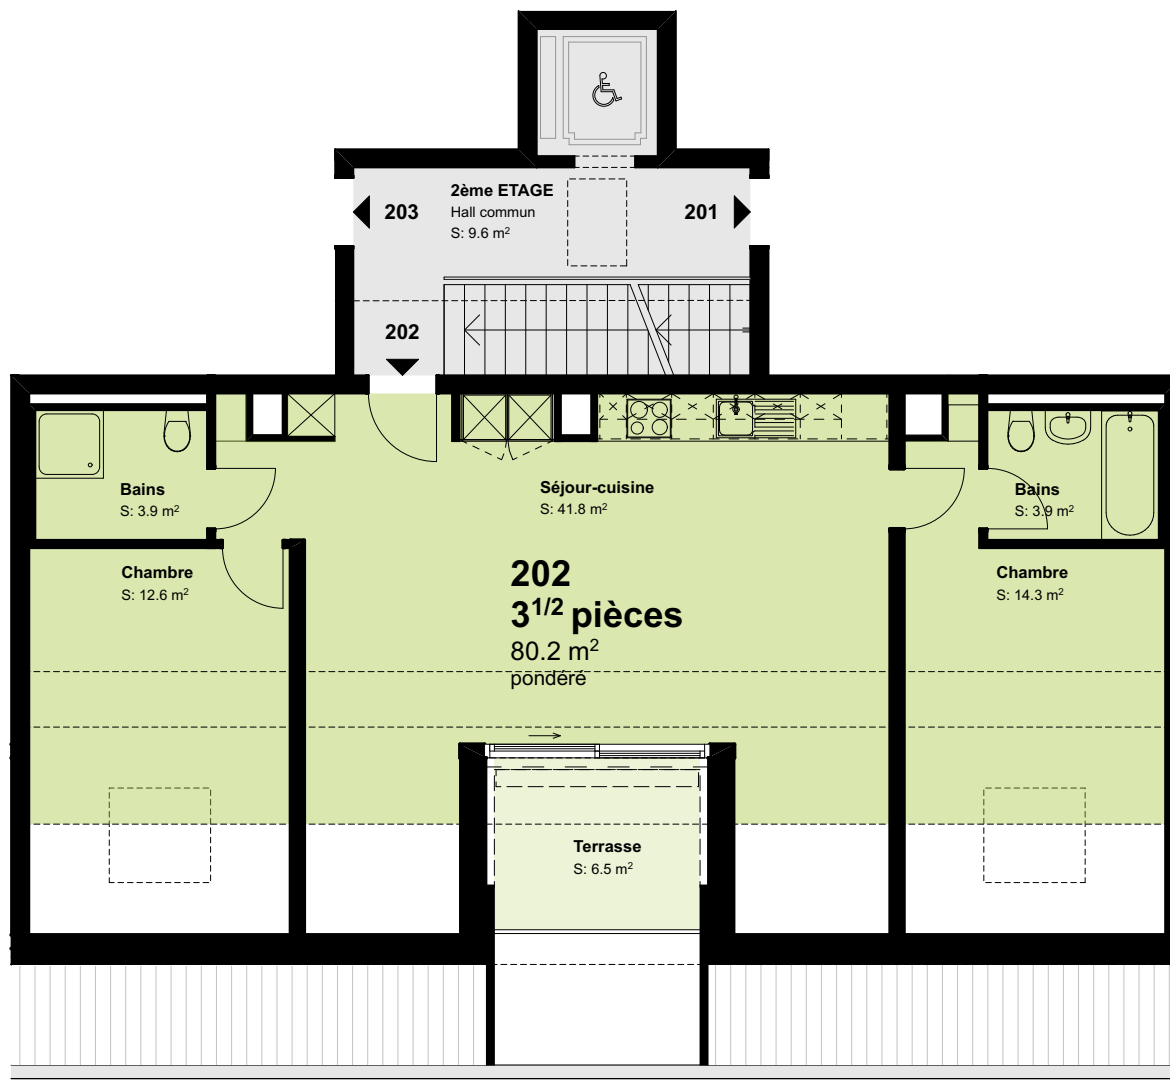 2ème ETAGE
Hall commun
S: 9.6 m²
203
201
202
Bains
S: 3.9 m²
Séjour-cuisine
S: 41.8 m²
Bains
S: 3.9 m²
Chambre
S: 12.6 m²
202
3 1/2 pièces
80.2 m²
pondéré
Chambre
S: 14.3 m²
Terrasse
S: 6.5 m²